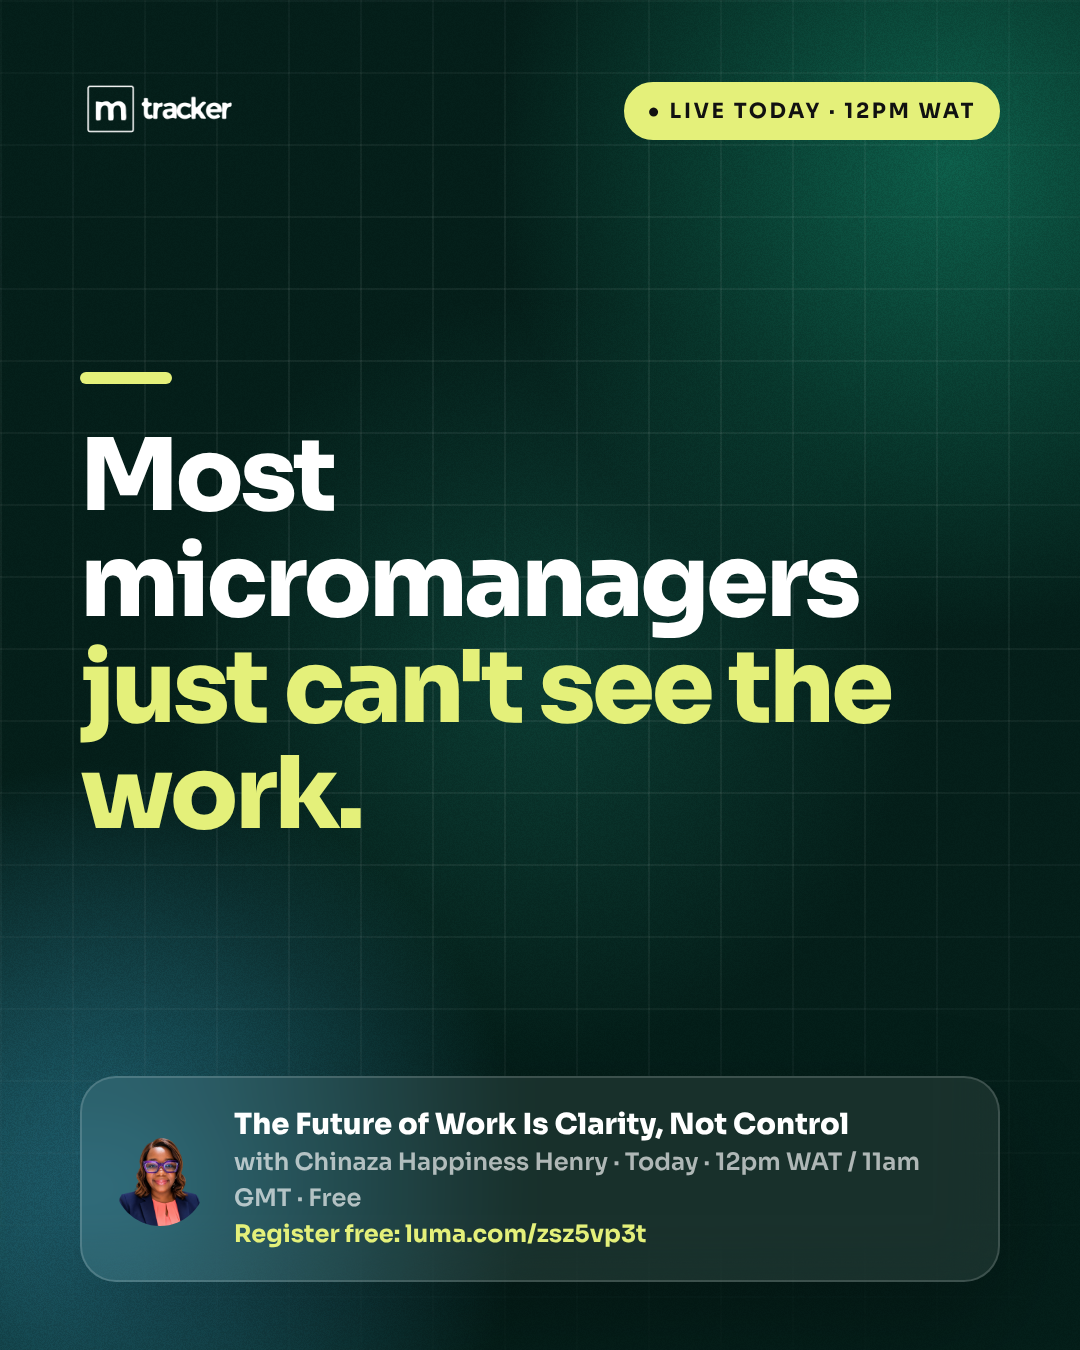 m tracker
• LIVE TODAY · 12PM WAT
Most
micromanagers
just can't see the
work.
The Future of Work Is Clarity, Not Control
with Chinaza Happiness Henry · Today · 12pm WAT / 11am
GMT · Free
Register free: luma.com/zsz5vp3t